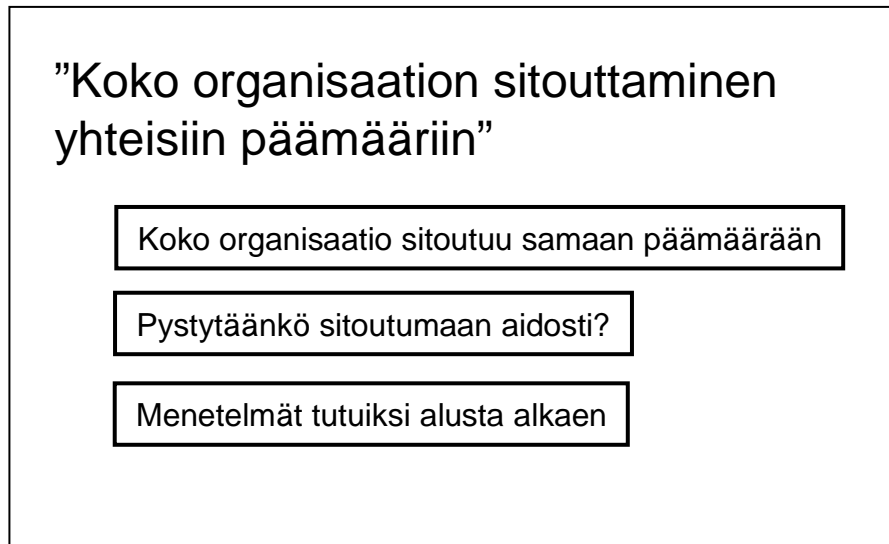 ”Koko organisaation sitouttaminen
yhteisiin päämääriin”
Koko organisaatio sitoutuu samaan päämäärään
Pystytäänkö sitoutumaan aidosti?
Menetelmät tutuiksi alusta alkaen